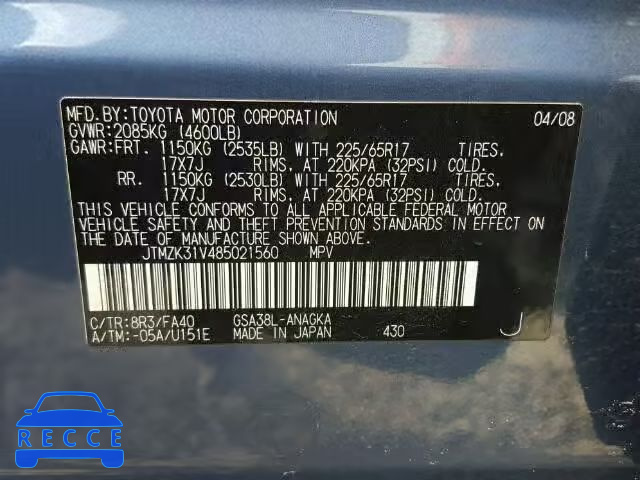 MFD.BY:TOYOTA MOTOR CORPORATION 04/08
GVWR:2085KG (4600LB)
GAWR:FRT. 1150KG (2535LB) WITH 225/65R17 TIRES,
17X7J RIMS, AT 220KPA (32PSI) COLD.
RR. 1150KG (2530LB) WITH 225/65R17 TIRES,
17X7J RIMS, AT 220KPA (32PSI) COLD.
THIS VEHICLE CONFORMS TO ALL APPLICABLE FEDERAL MOTOR
VEHICLE SAFETY AND THEFT PREVENTION STANDARDS IN EFFECT ON
THE DATE OF MANUFACTURE SHOWN ABOVE.
JTMZK31V485021560 MPV
C/TR:8R3/FA40 GSA38L-ANAGKA
A/TM:-05A/U151E MADE IN JAPAN 430 J
RECCE